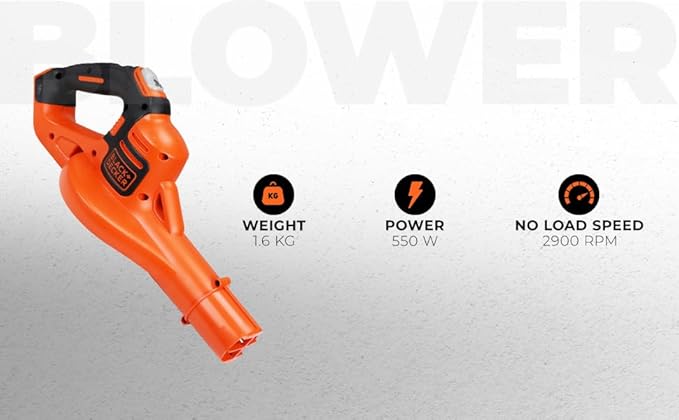 BLOWER
BLACK+
DECKER
KG
WEIGHT
1.6 KG
POWER
550 W
NO LOAD SPEED
2900 RPM